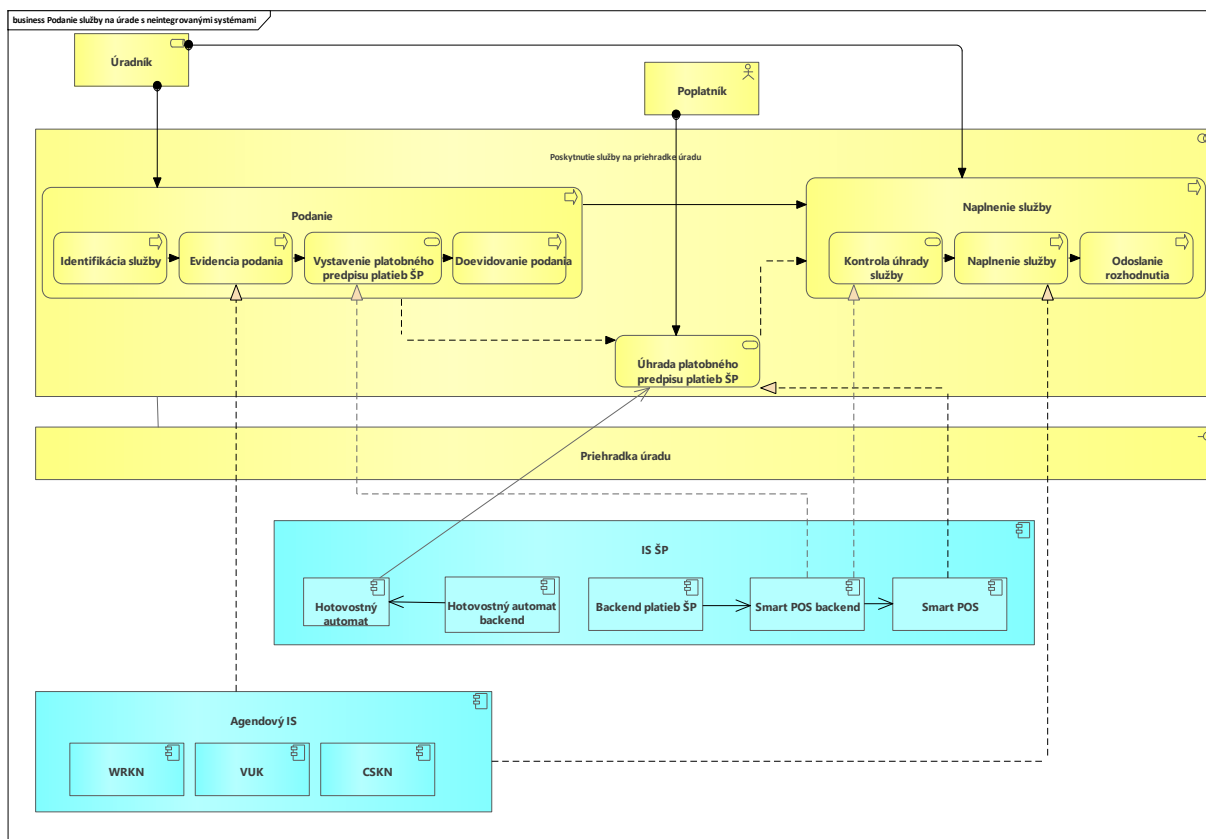 business Podanie služby na úrade s neintegrovanými systémami
Úradník
Poplatník
Poskytnutie služby na priehradke úradu
Podanie
Naplnenie služby
Identifikácia služby
Evidencia podania
Vystavenie platobného
predpisu platieb ŠP
Doevidovanie podania
Kontrola úhrady
služby
Naplnenie služby
Odoslanie
rozhodnutia
Úhrada platobného
predpisu platieb ŠP
Priehradka úradu
IS ŠP
Hotovostný
automat
Hotovostný automat
backend
Backend platieb ŠP
Smart POS backend
Smart POS
Agendový IS
WRKN
VUK
CSKN